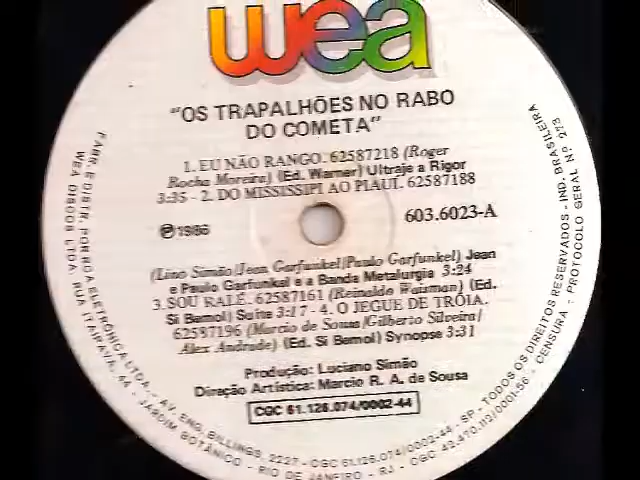 wea
"OS TRAPALHÕES NO RABO
DO COMETA"
1. EU NÃO RANGO. 62587218 (Roger
Rocha Moreira) (Ed. Warner) Ultraje a Rigor
3:35 - 2. DO MISSISSIPI AO PIAUÍ. 62587188
℗1986
603.6023-A
(Lino Simão/Jean Garfunkel/Paulo Garfunkel) Jean
e Paulo Garfunkel e a Banda Metalurgia 3:24
3. SOU RALÉ. 62587161 (Reinaldo Waisman) (Ed.
Si Bemol) Suite 3:17 - 4. O JEGUE DE TRÓIA.
62587196 (Marcio de Sousa/Gilberto Silveira/
Alex Andrade) (Ed. Si Bemol) Synopse 3:31
Produção: Luciano Simão
Direção Artística: Marcio R. A. de Sousa
CGC 61.126.074/0002-44
FABR. E DISTR. POR RCA ELETRÔNICA LTDA. - AV. ENG. BILLINGS, 2227 - CGC 61.126.074/0002-44 - SP - TODOS OS DIREITOS RESERVADOS - IND. BRASILEIRA
WEA DISCOS LTDA. RUA ITAIPAVA, 44 - JARDIM BOTÂNICO - RIO DE JANEIRO - RJ - CGC 42.470.112/0001-56 - CENSURA - PROTOCOLO GERAL Nº 273